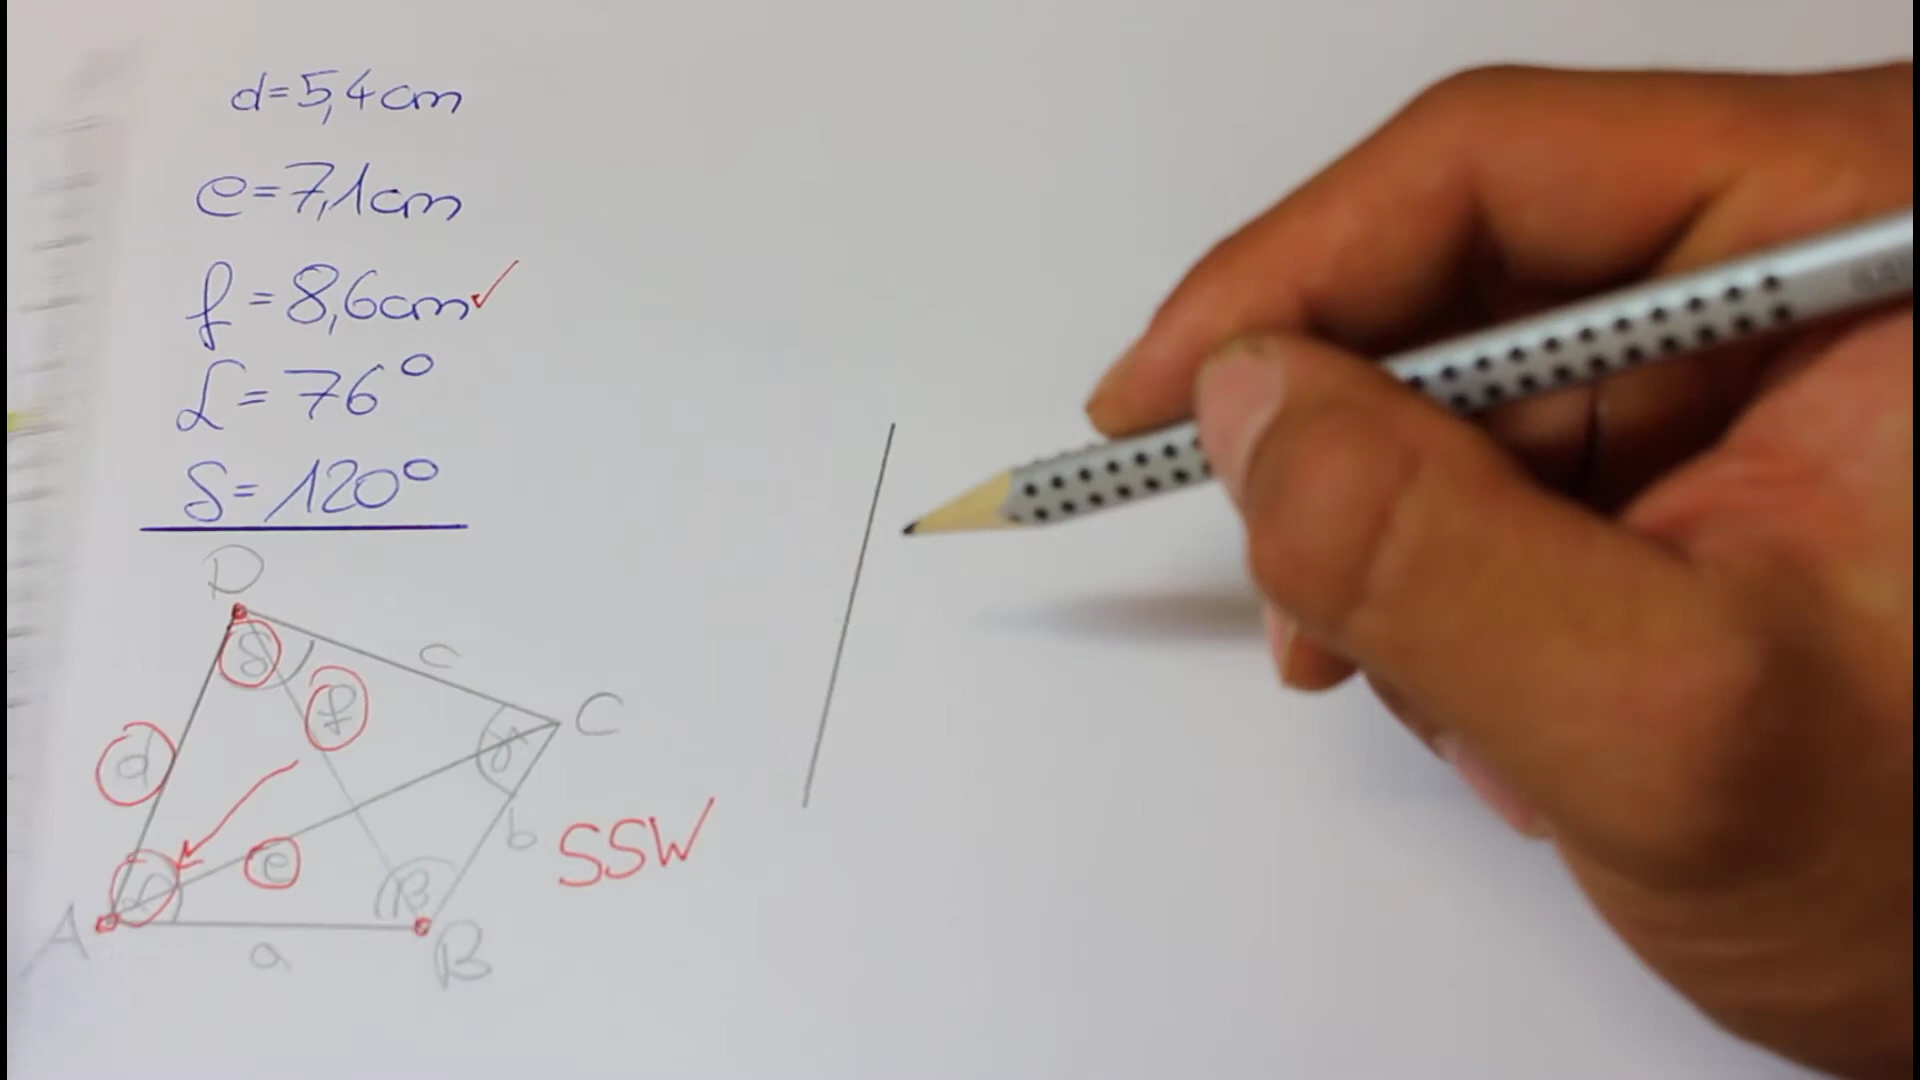 d=5,4cm
e=7,1cm
f=8,6cm✓
α=76°
δ=120°
D
δ
c
f
C
d
γ
e
b
SSW
α
β
A
a
B